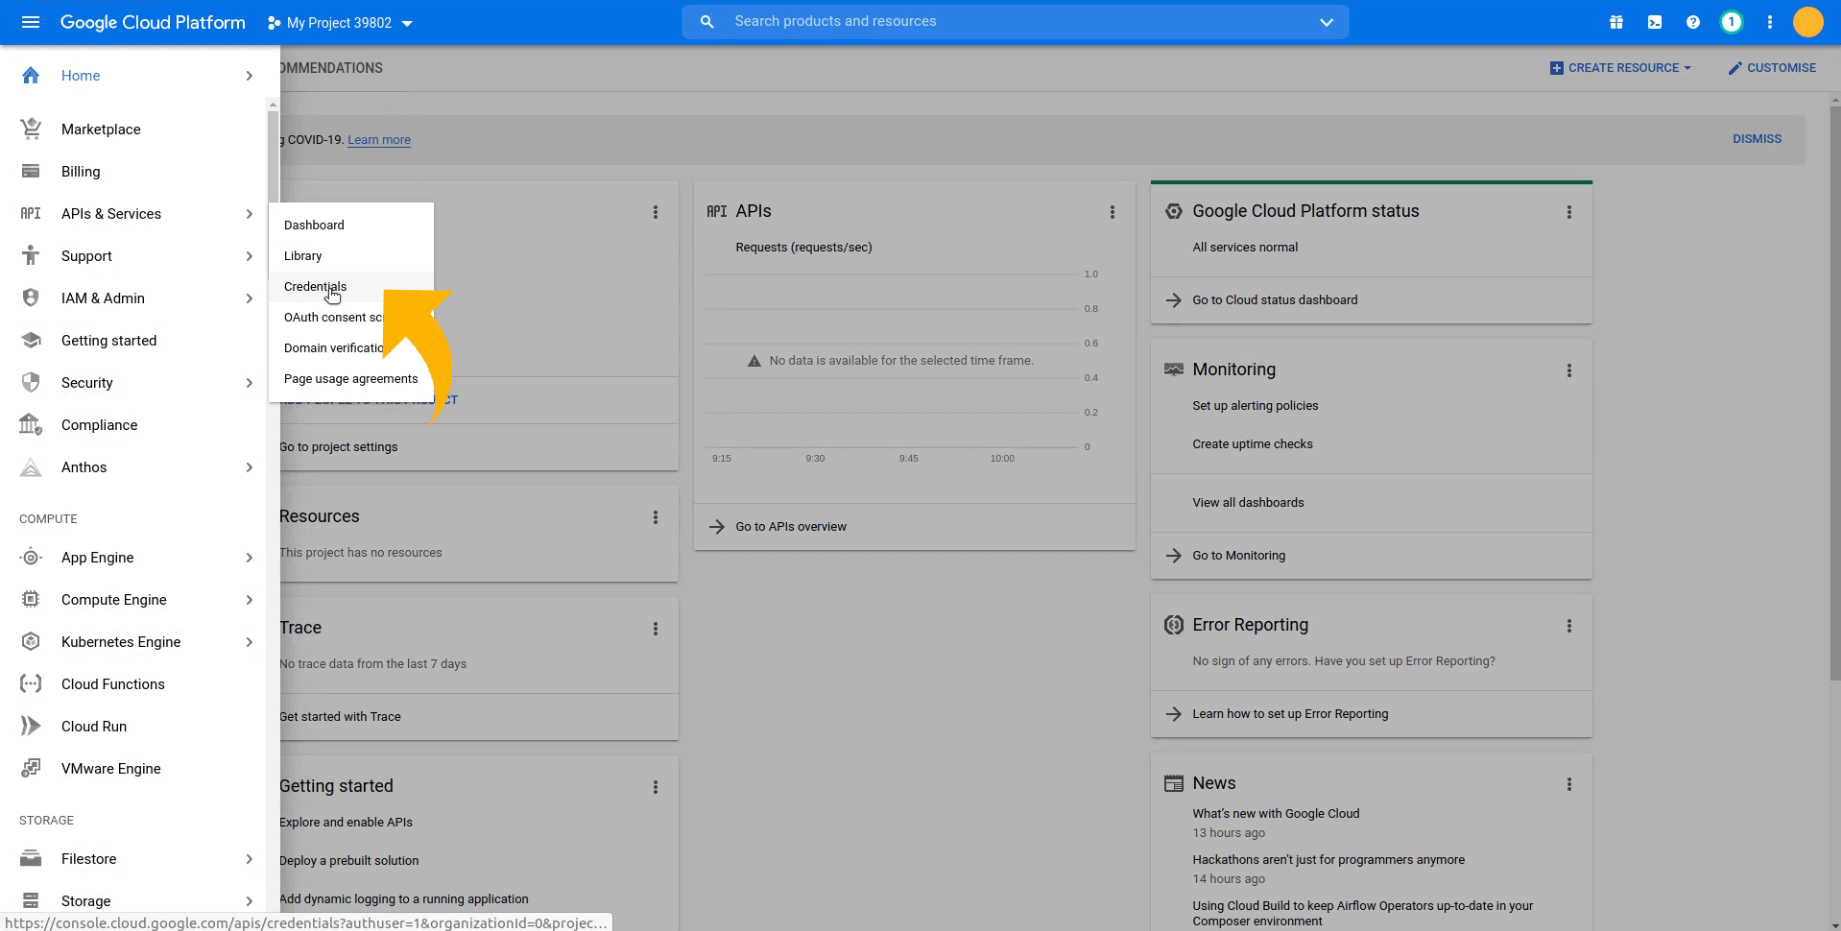 Google Cloud Platform
My Project 39802
Search products and resources
1
Home
OMMENDATIONS
CREATE RESOURCE
CUSTOMISE
Marketplace
Billing
API APIs & Services
Support
IAM & Admin
Getting started
Security
Compliance
Anthos
COMPUTE
App Engine
Compute Engine
Kubernetes Engine
Cloud Functions
Cloud Run
VMware Engine
STORAGE
Filestore
Storage
g COVID-19. Learn more
DISMISS
Dashboard
Library
Credentials
OAuth consent sc
Domain verificatio
Page usage agreements
Go to project settings
Resources
This project has no resources
Trace
No trace data from the last 7 days
Get started with Trace
Getting started
Explore and enable APIs
Deploy a prebuilt solution
Add dynamic logging to a running application
API APIs
Requests (requests/sec)
1.0
0.8
0.6
No data is available for the selected time frame.
0.4
0.2
0
9:15 9:30 9:45 10:00
Go to APIs overview
Google Cloud Platform status
All services normal
Go to Cloud status dashboard
Monitoring
Set up alerting policies
Create uptime checks
View all dashboards
Go to Monitoring
Error Reporting
No sign of any errors. Have you set up Error Reporting?
Learn how to set up Error Reporting
News
What's new with Google Cloud
13 hours ago
Hackathons aren't just for programmers anymore
14 hours ago
Using Cloud Build to keep Airflow Operators up-to-date in your
Composer environment
https://console.cloud.google.com/apis/credentials?authuser=1&organizationId=0&projec...